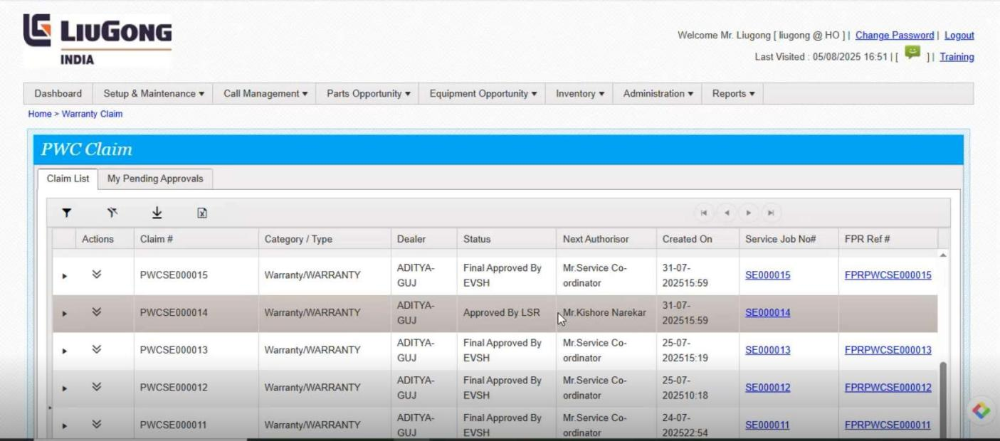 LIUGONG
INDIA
Welcome Mr. Liugong [ liugong @ HO ] | | Change Password | Logout
Last Visited : 05/08/2025 16:51 | [ ] | Training
Dashboard Setup & Maintenance ▾ Call Management ▾ Parts Opportunity ▾ Equipment Opportunity ▾ Inventory ▾ Administration ▾ Reports ▾
Home > Warranty Claim
PWC Claim
Claim List My Pending Approvals
Actions Claim # Category / Type Dealer Status Next Authorisor Created On Service Job No# FPR Ref #
PWCSE000015 Warranty/WARRANTY ADITYA-GUJ Final Approved By EVSH Mr.Service Co-ordinator 31-07-202515:59 SE000015 FPRPWCSE000015
PWCSE000014 Warranty/WARRANTY ADITYA-GUJ Approved By LSR Mr.Kishore Narekar 31-07-202515:59 SE000014
PWCSE000013 Warranty/WARRANTY ADITYA-GUJ Final Approved By EVSH Mr.Service Co-ordinator 25-07-202515:19 SE000013 FPRPWCSE000013
PWCSE000012 Warranty/WARRANTY ADITYA-GUJ Final Approved By EVSH Mr.Service Co-ordinator 25-07-202510:18 SE000012 FPRPWCSE000012
PWCSE000011 Warranty/WARRANTY ADITYA-GUJ Final Approved By EVSH Mr.Service Co-ordinator 24-07-202522:54 SE000011 FPRPWCSE000011